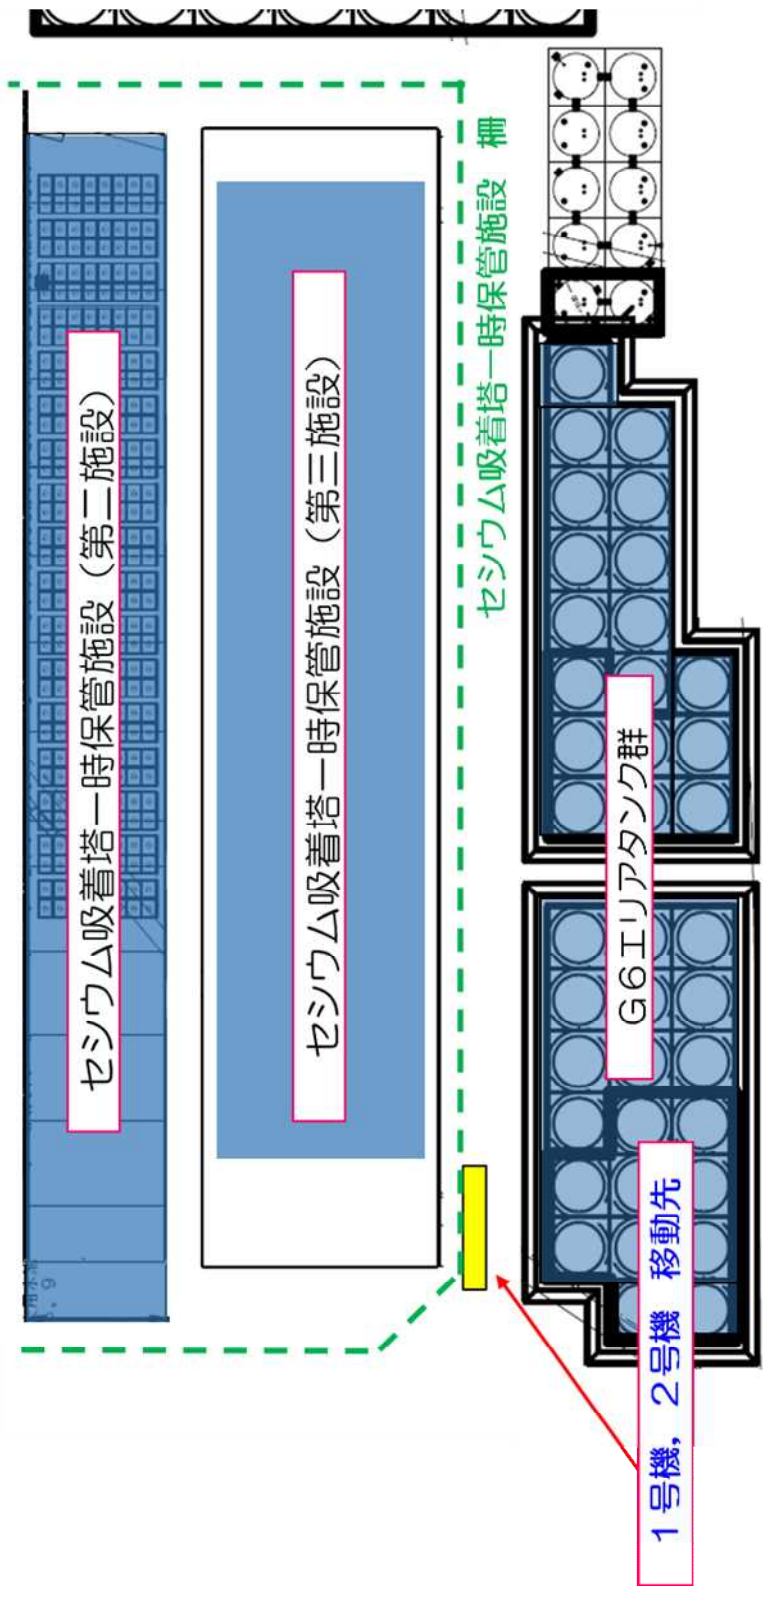 セシウム吸着塔一時保管施設（第二施設）
セシウム吸着塔一時保管施設（第三施設）
セシウム吸着塔一時保管施設　柵
Ｇ６エリアタンク群
１号機，２号機　移動先